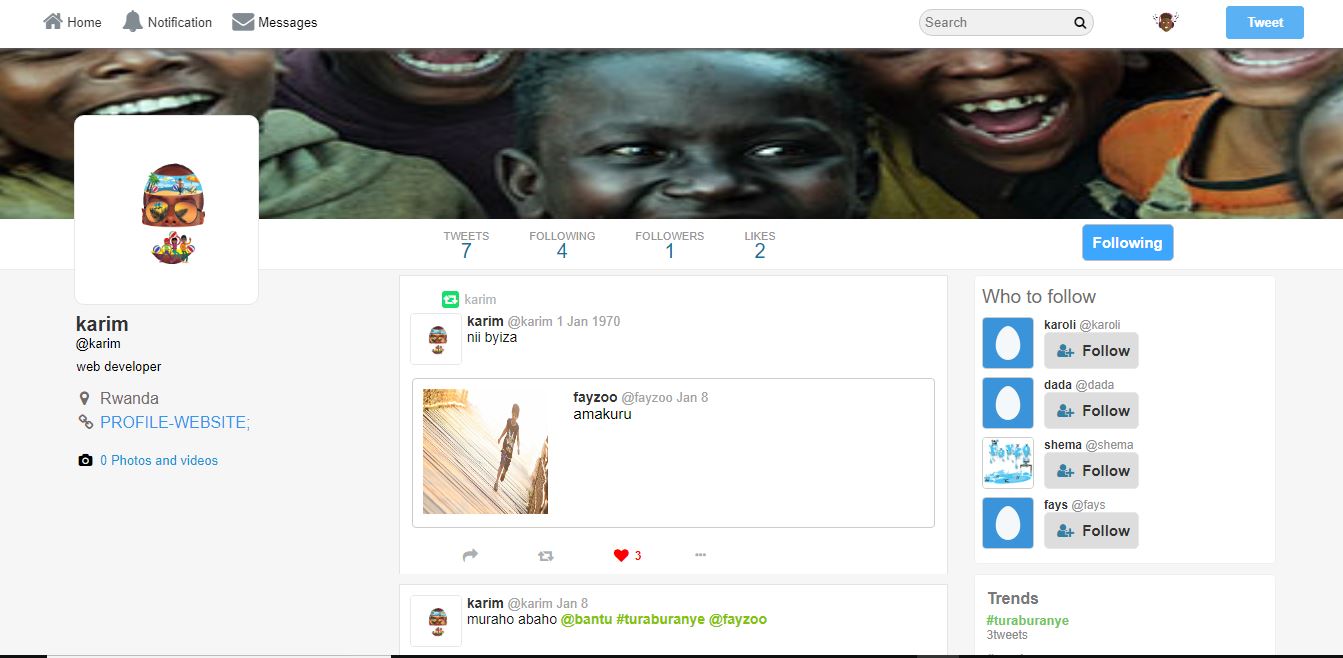 Home Notification Messages Search Tweet
TWEETS FOLLOWING FOLLOWERS LIKES
7 4 1 2
Following
karim
@karim
web developer
Rwanda
PROFILE-WEBSITE;
0 Photos and videos
karim
karim @karim 1 Jan 1970
nii byiza
fayzoo @fayzoo Jan 8
amakuru
3
karim @karim Jan 8
muraho abaho @bantu #turaburanye @fayzoo
Who to follow
karoli @karoli
Follow
dada @dada
Follow
shema @shema
Follow
fays @fays
Follow
Trends
#turaburanye
3tweets